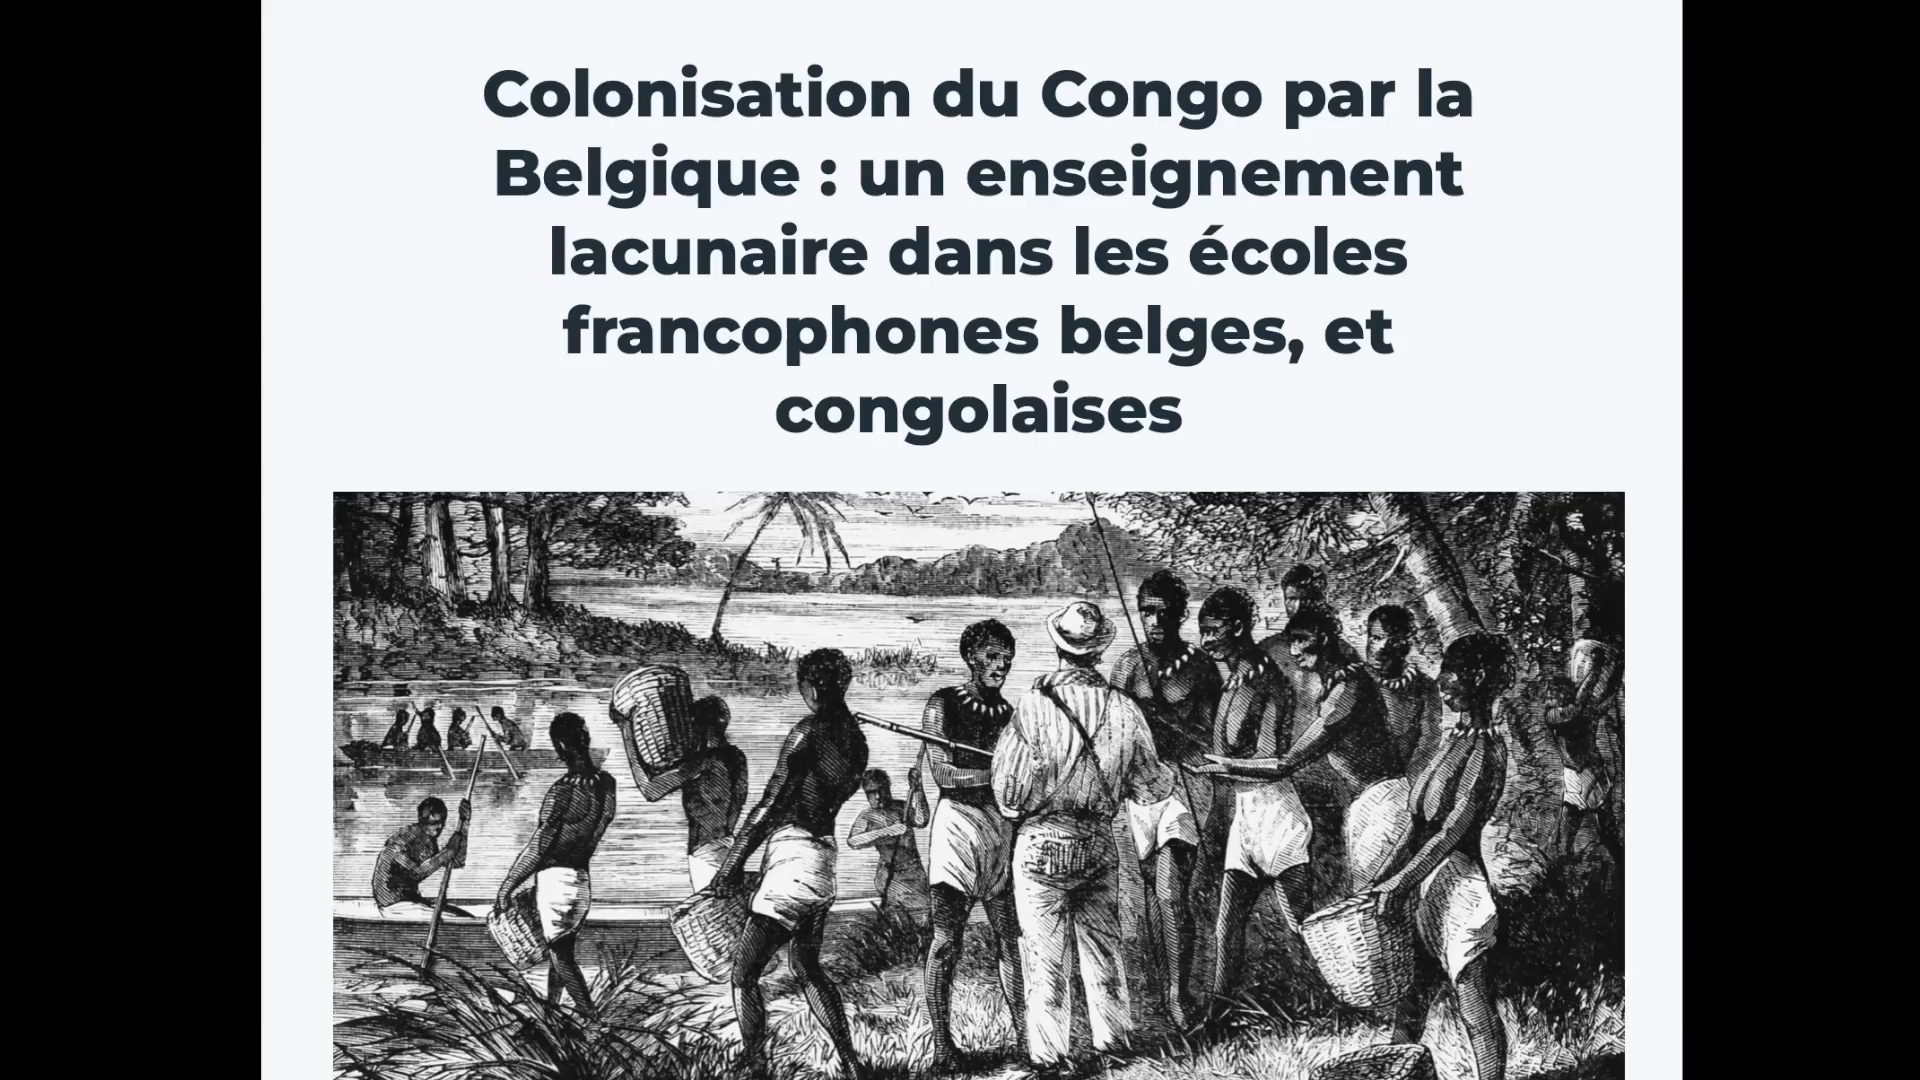 Colonisation du Congo par la
Belgique : un enseignement
lacunaire dans les écoles
francophones belges, et
congolaises